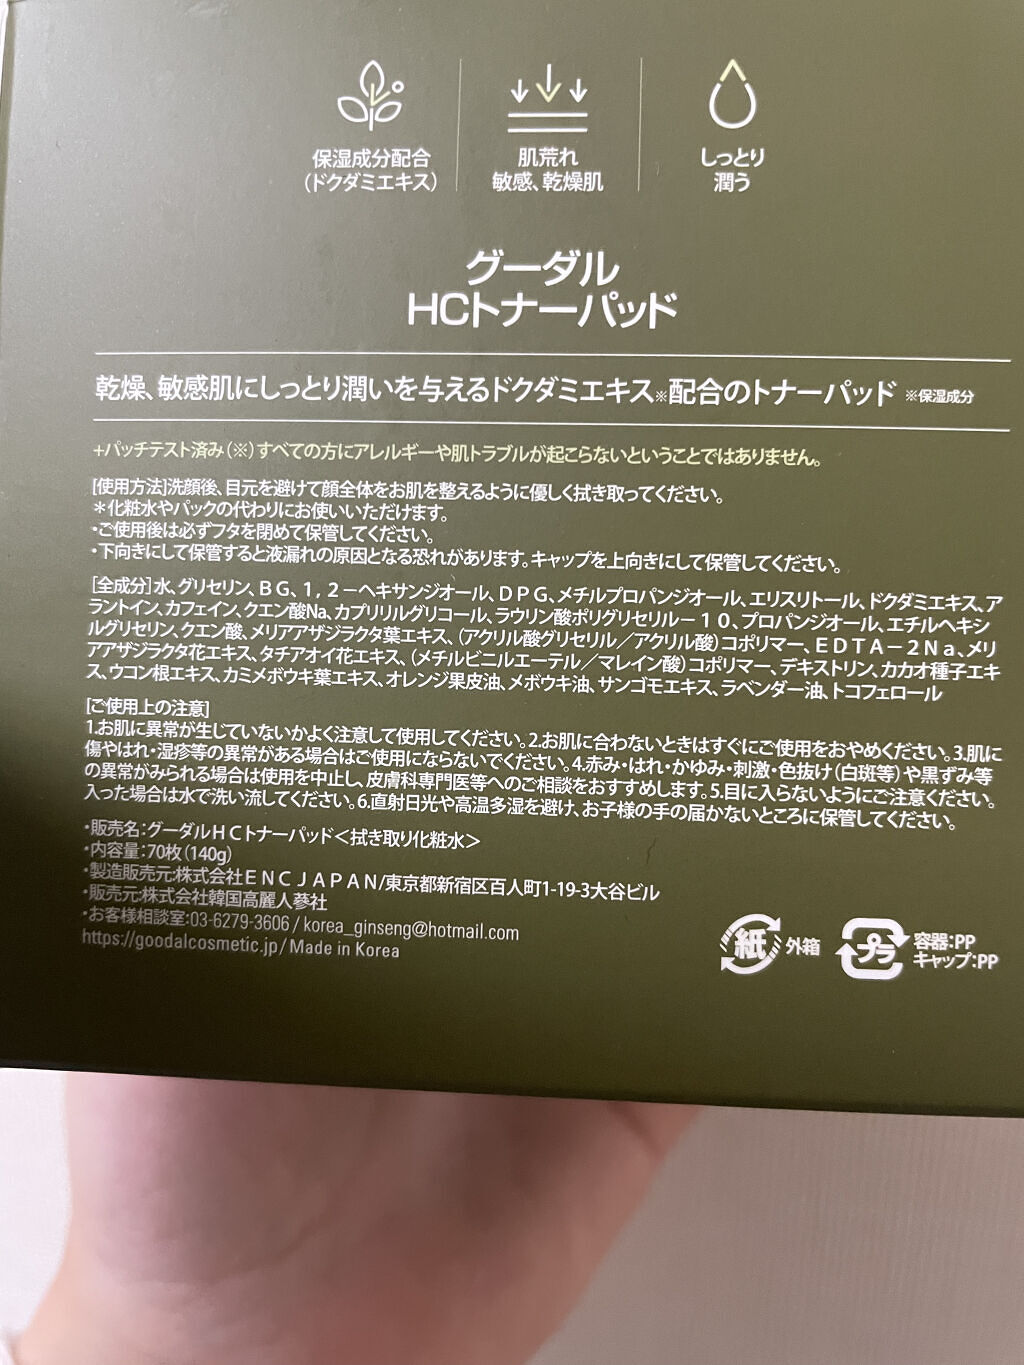 保湿成分配合
(ドクダミエキス)
肌荒れ
敏感、乾燥肌
しっとり
潤う
グーダル
HCトナーパッド
乾燥、敏感肌にしっとり潤いを与えるドクダミエキス※配合のトナーパッド ※保湿成分
+パッチテスト済み(※)すべての方にアレルギーや肌トラブルが起こらないということではありません。
[使用方法]洗顔後、目元を避けて顔全体をお肌を整えるように優しく拭き取ってください。
＊化粧水やパックの代わりにお使いいただけます。
・ご使用後は必ずフタを閉めて保管してください。
・下向きにして保管すると液漏れの原因となる恐れがあります。キャップを上向きにして保管してください。
[全成分]水、グリセリン、ＢＧ、１，２－ヘキサンジオール、ＤＰＧ、メチルプロパンジオール、エリスリトール、ドクダミエキス、ア
ラントイン、カフェイン、クエン酸Na、カプリリルグリコール、ラウリン酸ポリグリセリル－１０、プロパンジオール、エチルヘキシ
ルグリセリン、クエン酸、メリアアザジラクタ葉エキス、（アクリル酸グリセリル／アクリル酸）コポリマー、ＥＤＴＡ－２Ｎａ、メリ
アアザジラクタ花エキス、タチアオイ花エキス、（メチルビニルエーテル／マレイン酸）コポリマー、デキストリン、カカオ種子エキ
ス、ウコン根エキス、カミメボウキ葉エキス、オレンジ果皮油、メボウキ油、サンゴモエキス、ラベンダー油、トコフェロール
[ご使用上の注意]
1.お肌に異常が生じていないかよく注意して使用してください。2.お肌に合わないときはすぐにご使用をおやめください。3.肌に
傷やはれ・湿疹等の異常がある場合はご使用にならないでください。4.赤み・はれ・かゆみ・刺激・色抜け(白斑等)や黒ずみ等
の異常がみられる場合は使用を中止し、皮膚科専門医等へのご相談をおすすめします。5.目に入らないようにご注意ください。
入った場合は水で洗い流してください。6.直射日光や高温多湿を避け、お子様の手の届かないところに保管してください。
・販売名：グーダルＨＣトナーパッド＜拭き取り化粧水＞
・内容量：70枚(140g)
・製造販売元:株式会社ＥＮＣ ＪＡＰＡＮ/東京都新宿区百人町1-19-3大谷ビル
・販売元:株式会社韓国高麗人蔘社
・お客様相談室:03-6279-3606 / korea_ginseng@hotmail.com
https://goodalcosmetic.jp/ Made in Korea
紙 外箱
プラ 容器：PP
キャップ：PP